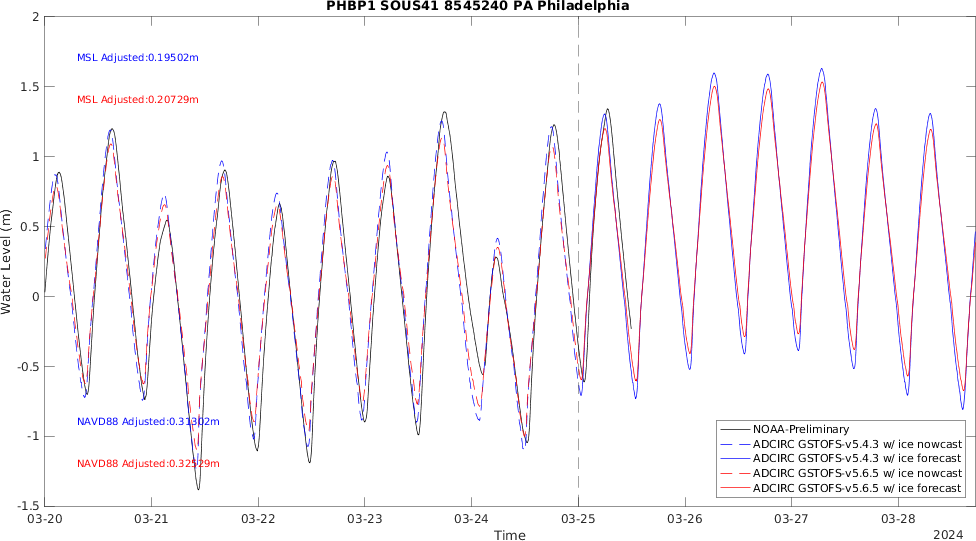 PHBP1 SOUS41 8545240 PA Philadelphia
2
1.5
1
0.5
0
-0.5
-1
-1.5
Water Level (m)
MSL Adjusted:0.19502m
MSL Adjusted:0.20729m
NAVD88 Adjusted:0.31302m
NAVD88 Adjusted:0.32529m
NOAA-Preliminary
ADCIRC GSTOFS-v5.4.3 w/ ice nowcast
ADCIRC GSTOFS-v5.4.3 w/ ice forecast
ADCIRC GSTOFS-v5.6.5 w/ ice nowcast
ADCIRC GSTOFS-v5.6.5 w/ ice forecast
03-20 03-21 03-22 03-23 03-24 03-25 03-26 03-27 03-28
Time
2024